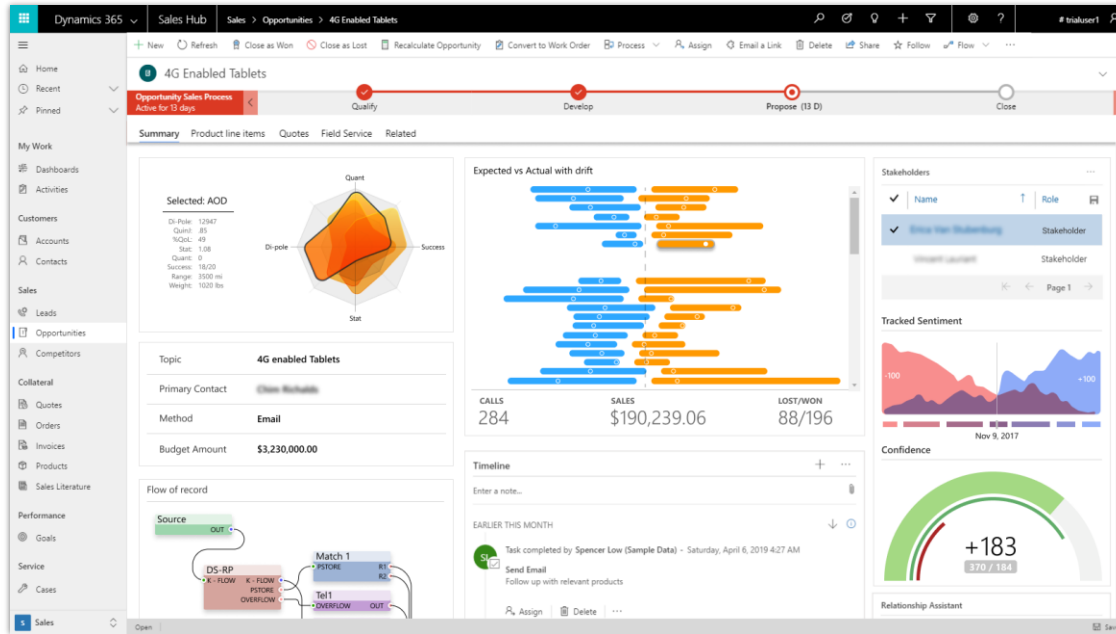 Dynamics 365
Sales Hub
Sales > Opportunities > 4G Enabled Tablets
# trialuser1
New
Refresh
Close as Won
Close as Lost
Recalculate Opportunity
Convert to Work Order
Process
Assign
Email a Link
Delete
Share
Follow
Flow
Home
Recent
Pinned
My Work
Dashboards
Activities
Customers
Accounts
Contacts
Sales
Leads
Opportunities
Competitors
Collateral
Quotes
Orders
Invoices
Products
Sales Literature
Performance
Goals
Service
Cases
S Sales
4G Enabled Tablets
Opportunity Sales Process
Active for 13 days
Qualify
Develop
Propose (13 D)
Close
Summary
Product line items
Quotes
Field Service
Related
Selected: AOD
Di-Pole: 12947
Quinl: .85
%QoL: 49
Stat: 1.08
Quant: 0
Success: 18/20
Range: 3500 mi
Weight: 1020 lbs
Quant
Di-pole
Success
Stat
Topic 4G enabled Tablets
Primary Contact
Method Email
Budget Amount $3,230,000.00
Flow of record
Source
OUT
DS-RP
K - FLOW K - FLOW
PSTORE
OVERFLOW
Match 1
PSTORE R1
R2
Tel1
OVERFLOW OUT
Expected vs Actual with drift
CALLS
284
SALES
$190,239.06
LOST/WON
88/196
Timeline
Enter a note...
EARLIER THIS MONTH
SL
Task completed by Spencer Low (Sample Data) - Saturday, April 6, 2019 4:27 AM
Send Email
Follow up with relevant products
Assign
Delete
Stakeholders
Name
Role
Stakeholder
Stakeholder
Page 1
Tracked Sentiment
-100
+100
Nov 9, 2017
Confidence
+183
370 / 184
Relationship Assistant
Open